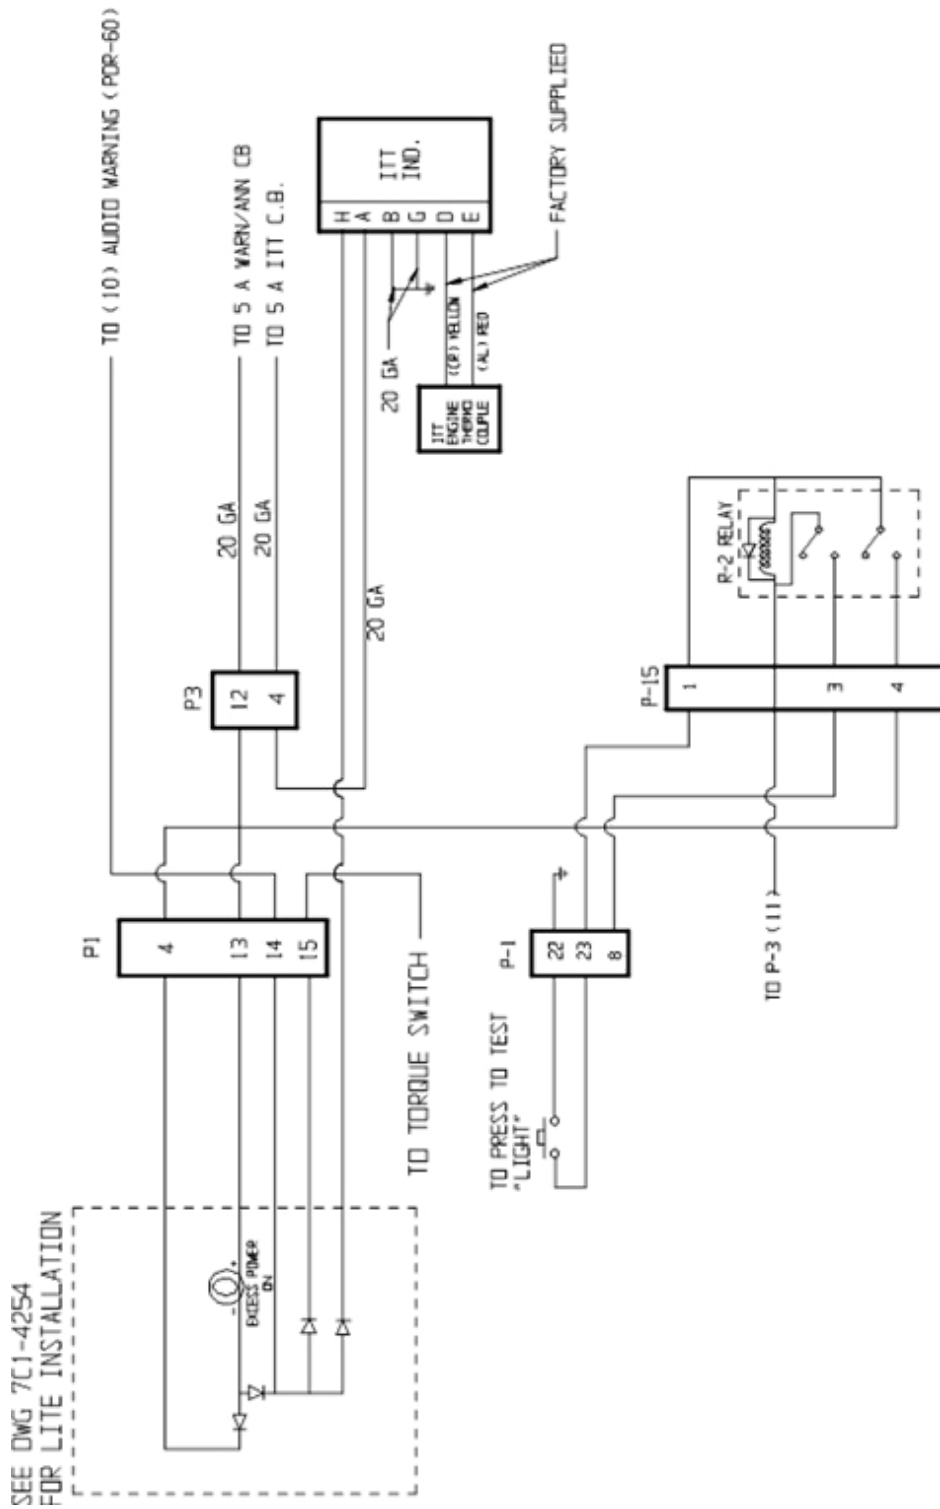 SEE DWG 7C1-4254
FOR LITE INSTALLATION
EXCESS POWER
ON
-
+
P1
4
13
14
15
TO TORQUE SWITCH
P3
12
4
20 GA
20 GA
20 GA
TO (10) AUDIO WARNING (PDR-60)
TO 5 A WARN/ANN CB
TO 5 A ITT C.B.
ITT
IND.
H
A
B
G
D
E
20 GA
(CR) YELLOW
(AL) RED
ITT
ENGINE
THERMO
COUPLE
FACTORY SUPPLIED
TO PRESS TO TEST
"LIGHT"
P-1
22
23
8
TO P-3 (11)
P-15
1
3
4
R-2 RELAY